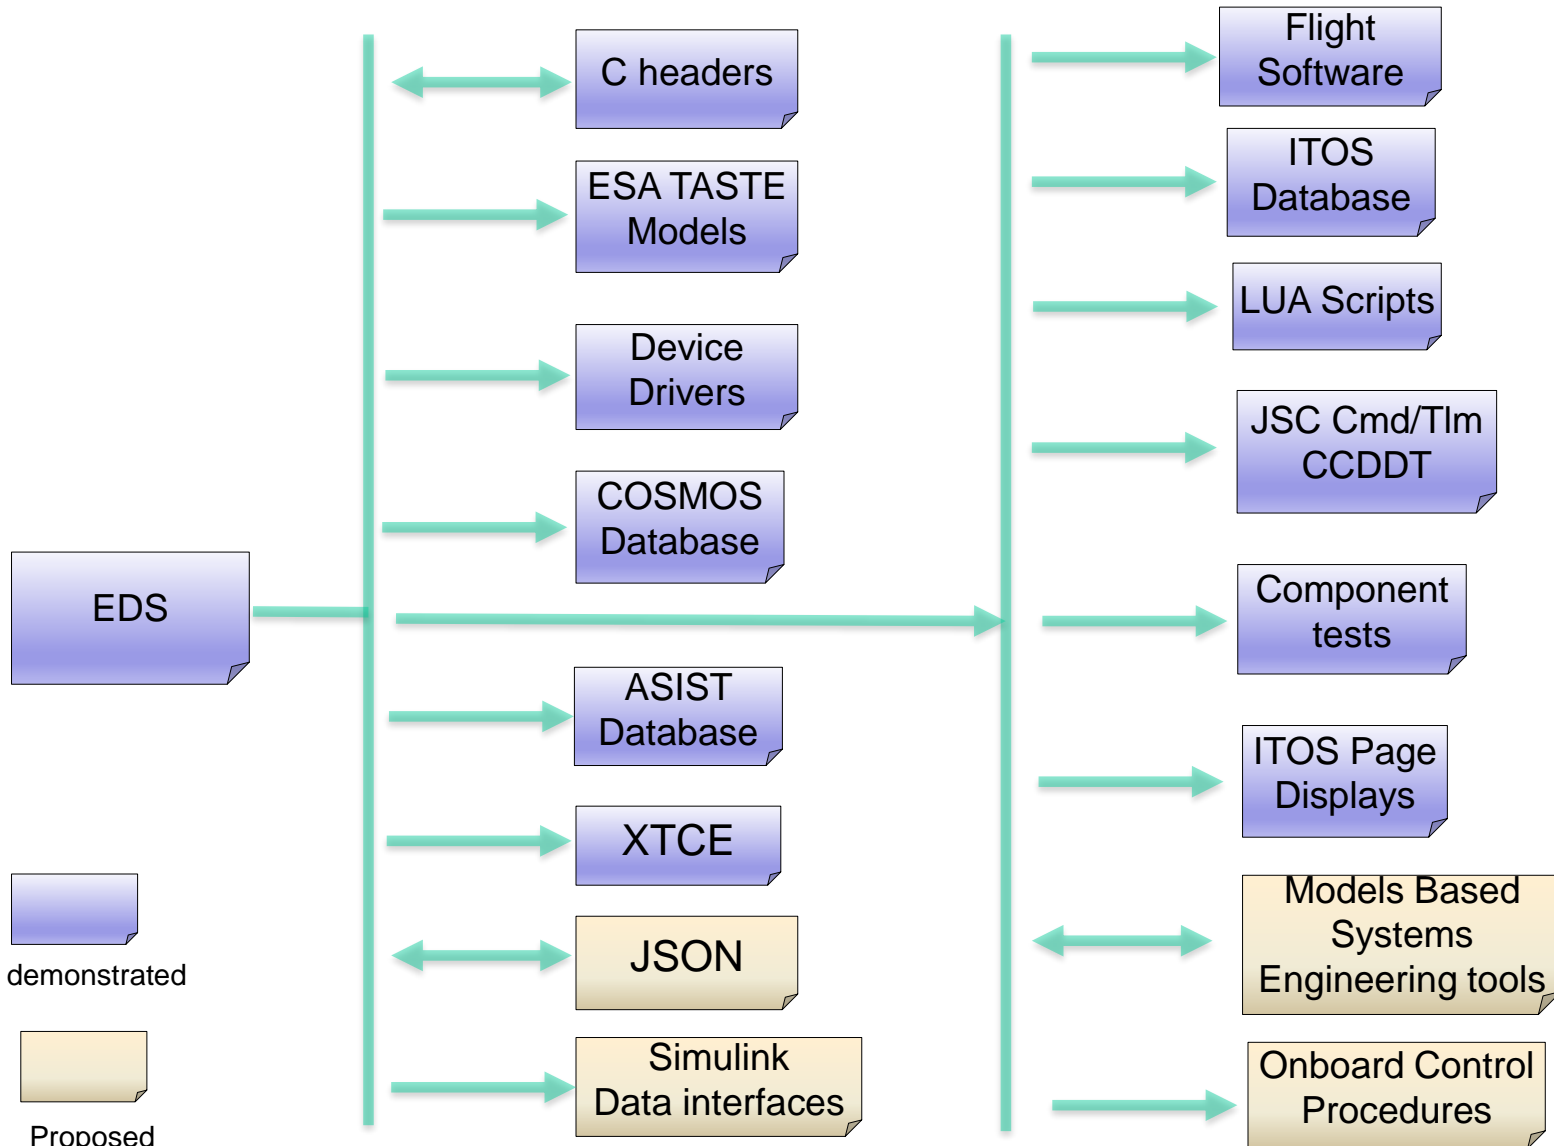 C headers
ESA TASTE
Models
Device
Drivers
COSMOS
Database
EDS
ASIST
Database
XTCE
JSON
Simulink
Data interfaces
demonstrated
Proposed
Flight
Software
ITOS
Database
LUA Scripts
JSC Cmd/Tlm
CCDDT
Component
tests
ITOS Page
Displays
Models Based
Systems
Engineering tools
Onboard Control
Procedures